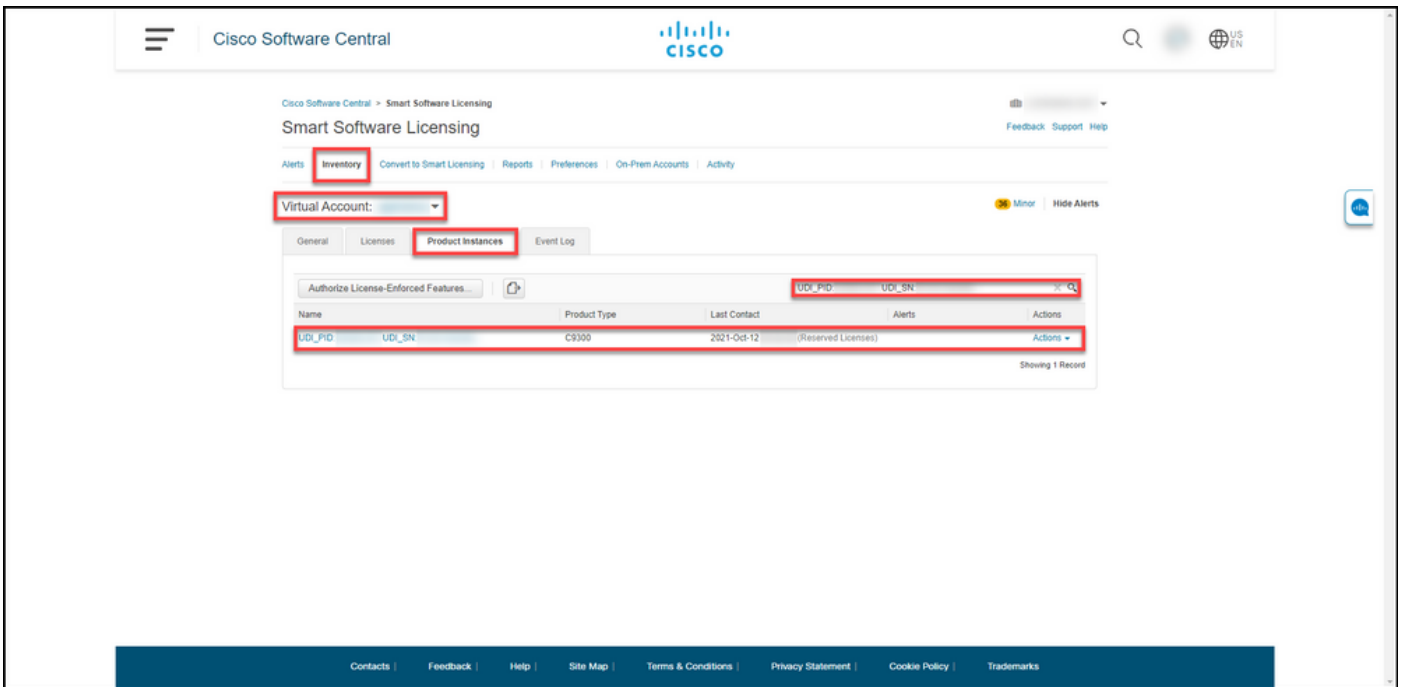 Cisco Software Central
CISCO
US
EN
Cisco Software Central > Smart Software Licensing
Smart Software Licensing
Feedback Support Help
Alerts Inventory Convert to Smart Licensing | Reports | Preferences | On-Prem Accounts | Activity
Virtual Account:
36 Minor | Hide Alerts
General Licenses Product Instances Event Log
Authorize License-Enforced Features...
UDI_PID UDI_SN
Name Product Type Last Contact Alerts Actions
UDI_PID UDI_SN C9300 2021-Oct-12 (Reserved Licenses) Actions
Showing 1 Record
Contacts | Feedback | Help | Site Map | Terms & Conditions | Privacy Statement | Cookie Policy | Trademarks